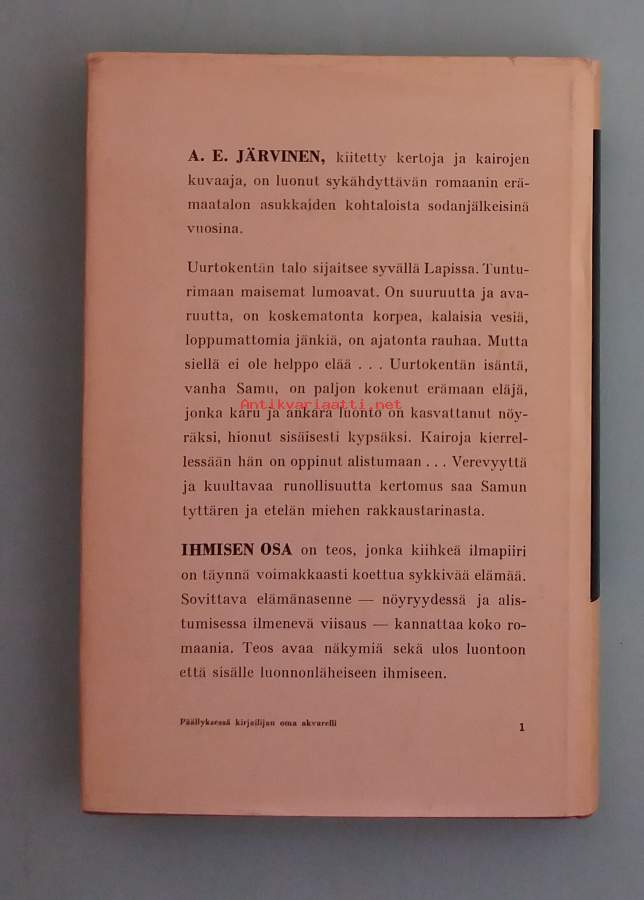 A. E. JÄRVINEN, kiitetty kertoja ja kairojen
kuvaaja, on luonut sykähdyttävän romaanin erä-
maatalon asukkaiden kohtaloista sodanjälkeisinä
vuosina.
Uurtokentän talo sijaitsee syvällä Lapissa. Tuntu-
rimaan maisemat lumoavat. On suuruutta ja ava-
ruutta, on koskematonta korpea, kalaisia vesiä,
loppumattomia jänkiä, on ajatonta rauhaa. Mutta
siellä ei ole helppo elää . . . Uurtokentän isäntä,
vanha Samu, on paljon kokenut erämaan eläjä,
Antikvariaatti.net
jonka karu ja ankara luonto on kasvattanut nöy-
räksi, hionut sisäisesti kypsäksi. Kairoja kierrel-
lessään hän on oppinut alistumaan . . . Verevyyttä
ja kuultavaa runollisuutta kertomus saa Samun
tyttären ja etelän miehen rakkaustarinasta.
IHMISEN OSA on teos, jonka kiihkeä ilmapiiri
on täynnä voimakkaasti koettua sykkivää elämää.
Sovittava elämänasenne — nöyryydessä ja alis-
tumisessa ilmenevä viisaus — kannattaa koko ro-
maania. Teos avaa näkymiä sekä ulos luontoon
että sisälle luonnonläheiseen ihmiseen.
Päällyksessä kirjailijan oma akvarelli
1